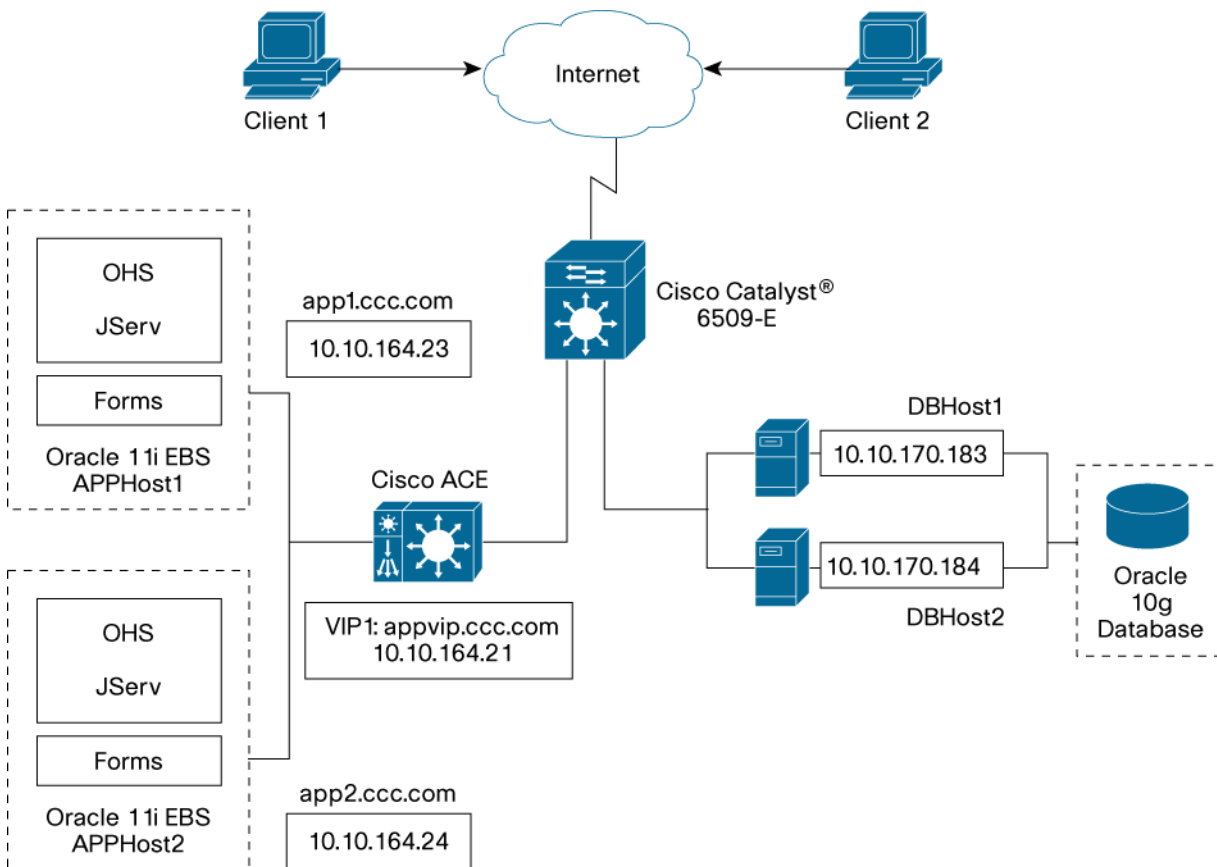 Internet
Client 1
Client 2
OHS
JServ
Forms
Oracle 11i EBS
APPHost1
app1.ccc.com
10.10.164.23
Cisco Catalyst®
6509-E
Cisco ACE
VIP1: appvip.ccc.com
10.10.164.21
DBHost1
10.10.170.183
10.10.170.184
DBHost2
Oracle
10g
Database
OHS
JServ
Forms
Oracle 11i EBS
APPHost2
app2.ccc.com
10.10.164.24